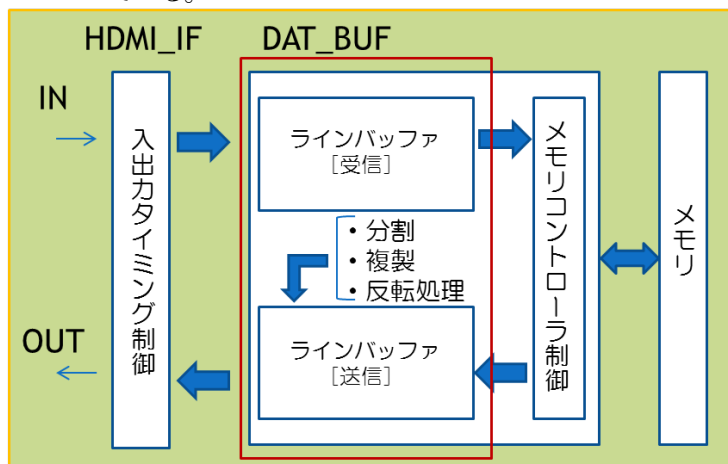 HDMI_IF
DAT_BUF
IN
入出力タイミング制御
ラインバッファ
[受信]
・分割
・複製
・反転処理
ラインバッファ
[送信]
メモリコントローラ制御
メモリ
OUT